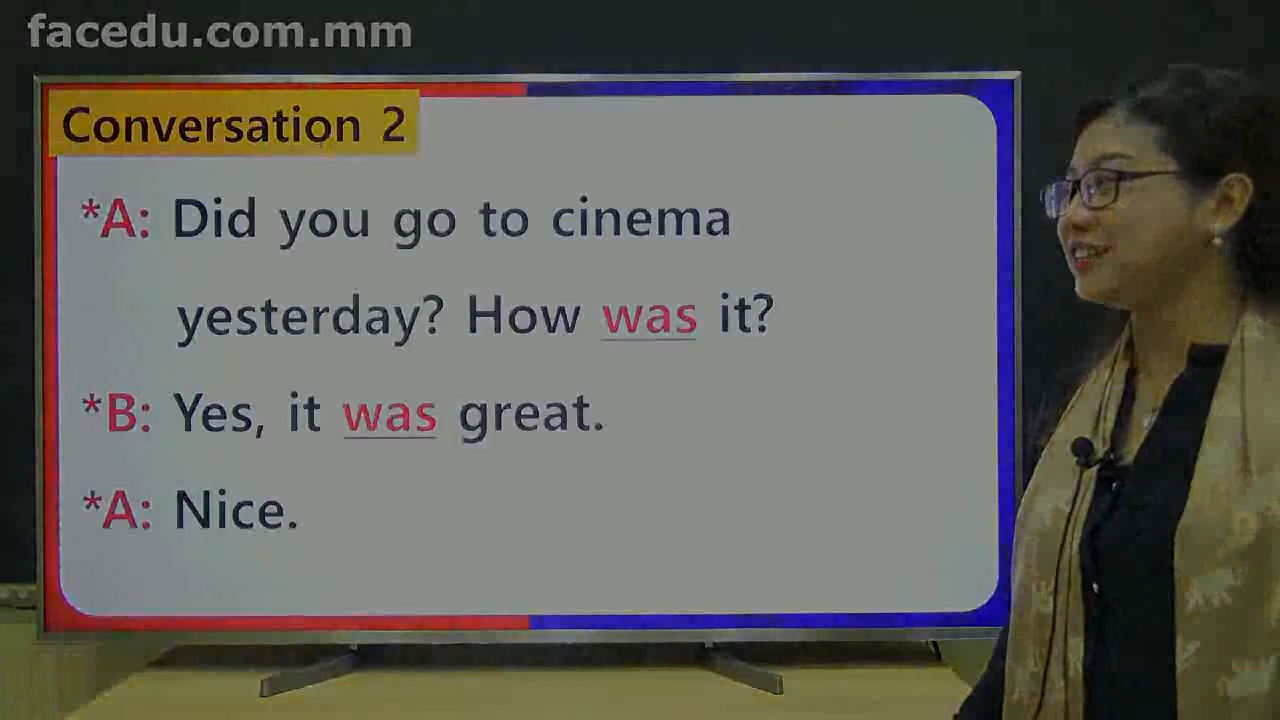 facedu.com.mm
Conversation 2
*A: Did you go to cinema
yesterday? How was it?
*B: Yes, it was great.
*A: Nice.